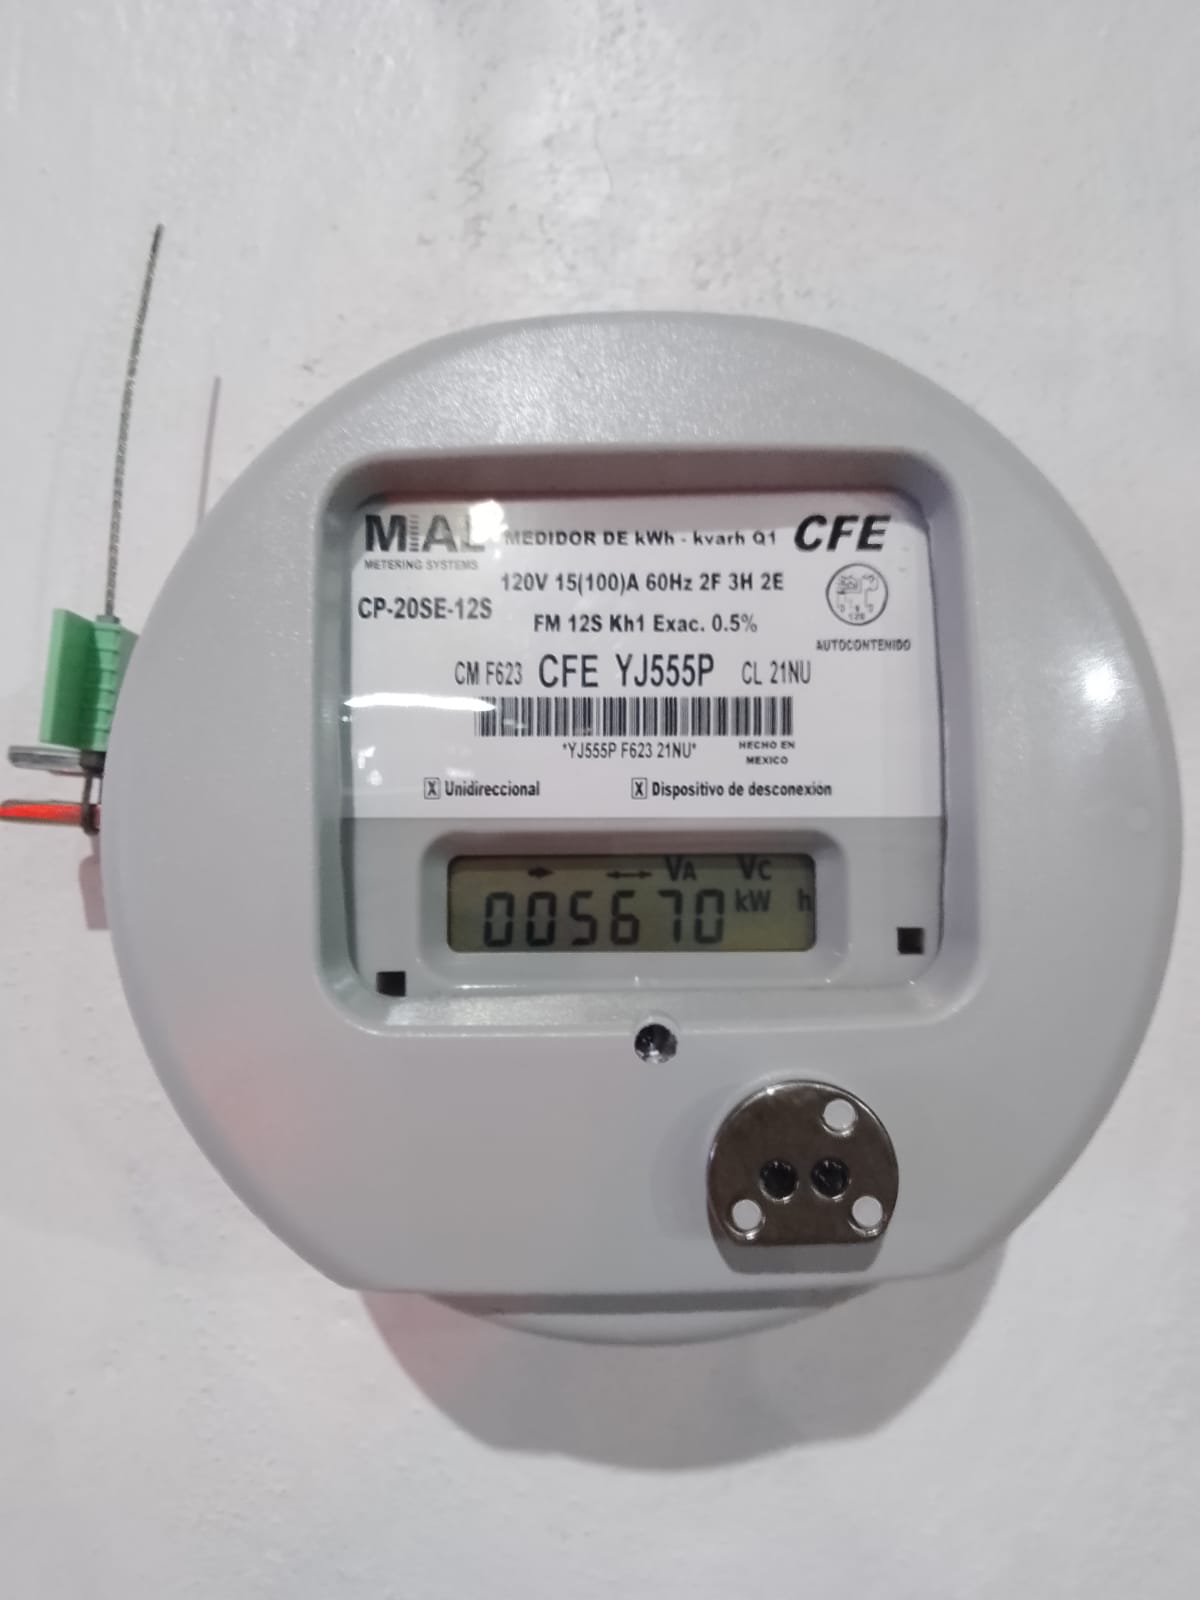 MIAL MEDIDOR DE kWh - kvarh Q1 CFE
METERING SYSTEMS
120V 15(100)A 60Hz 2F 3H 2E
CP-20SE-12S
FM 12S Kh1 Exac. 0.5%
AUTOCONTENIDO
CM F623 CFE YJ555P CL 21NU
*YJ555P F623 21NU*
HECHO EN
MEXICO
X Unidireccional X Dispositivo de desconexión
VA VC
005670 kW h